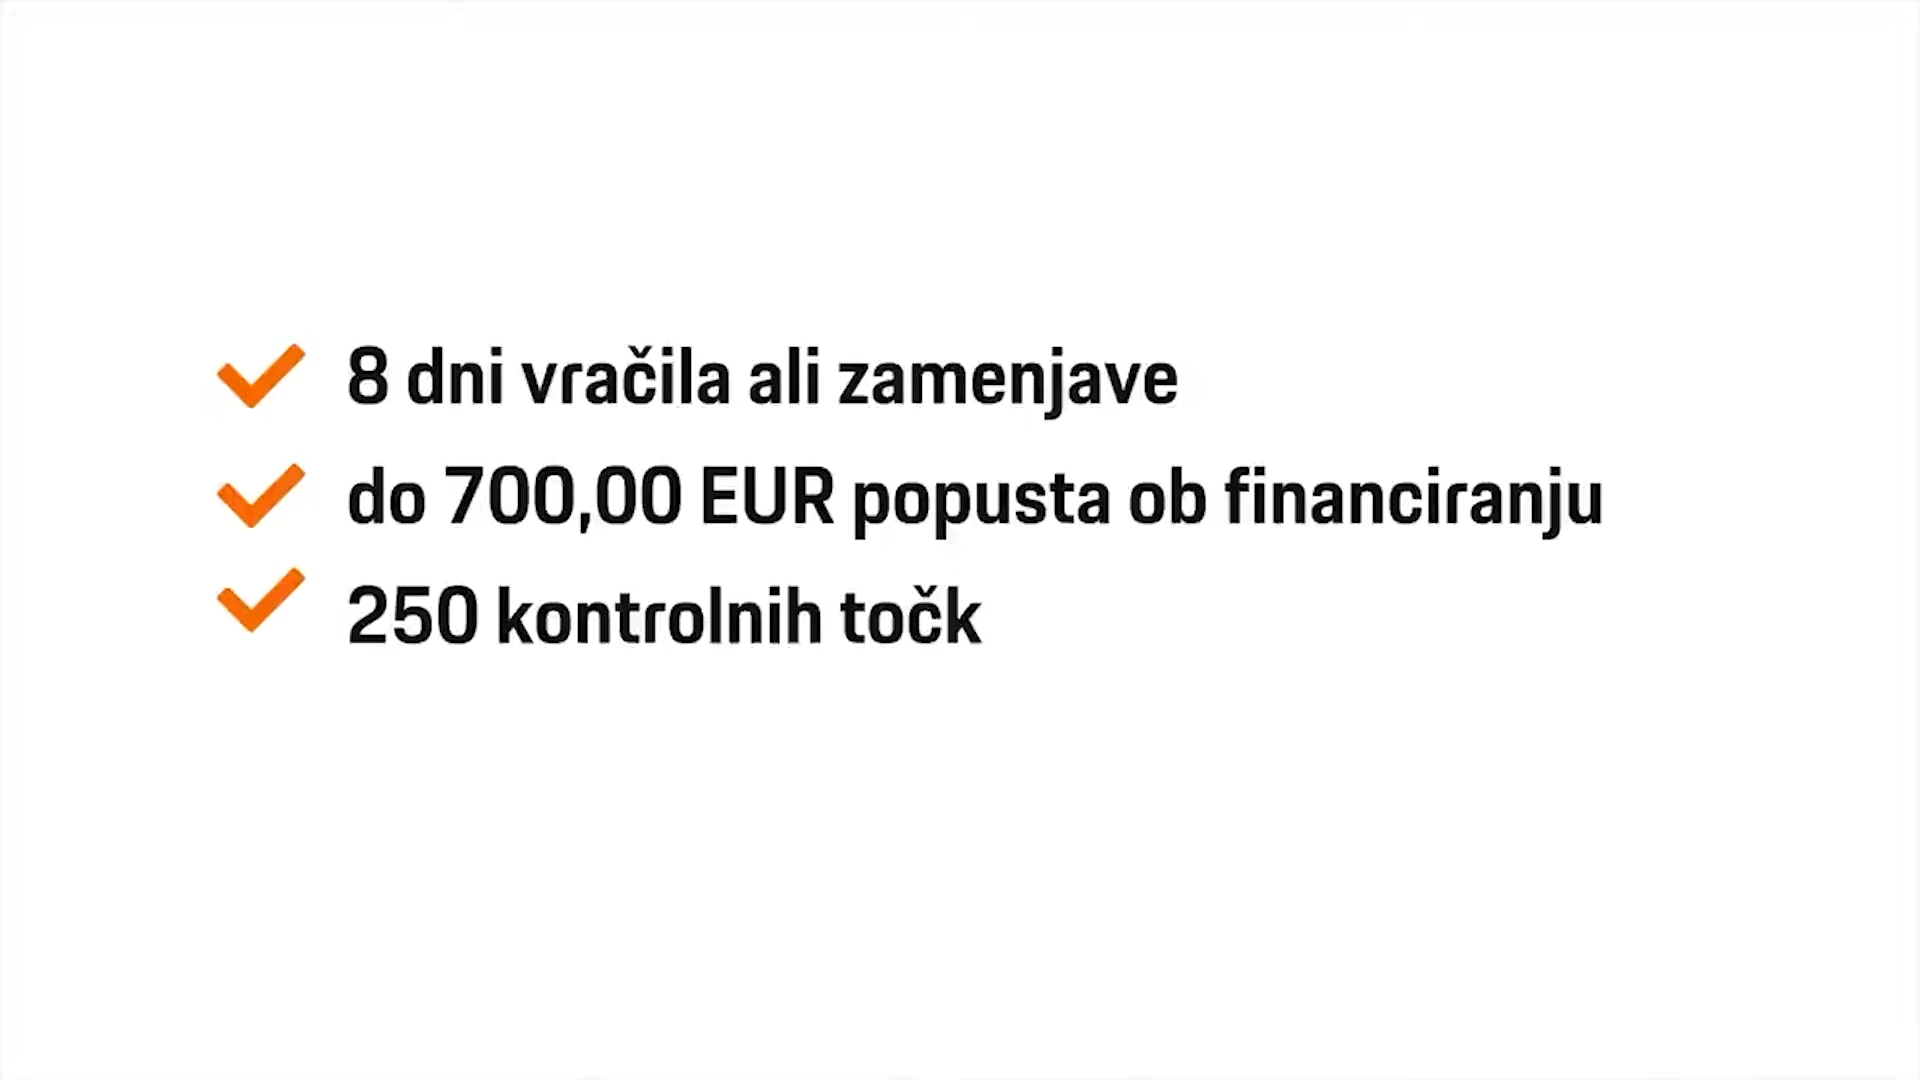 8 dni vračila ali zamenjave
do 700,00 EUR popusta ob financiranju
250 kontrolnih točk